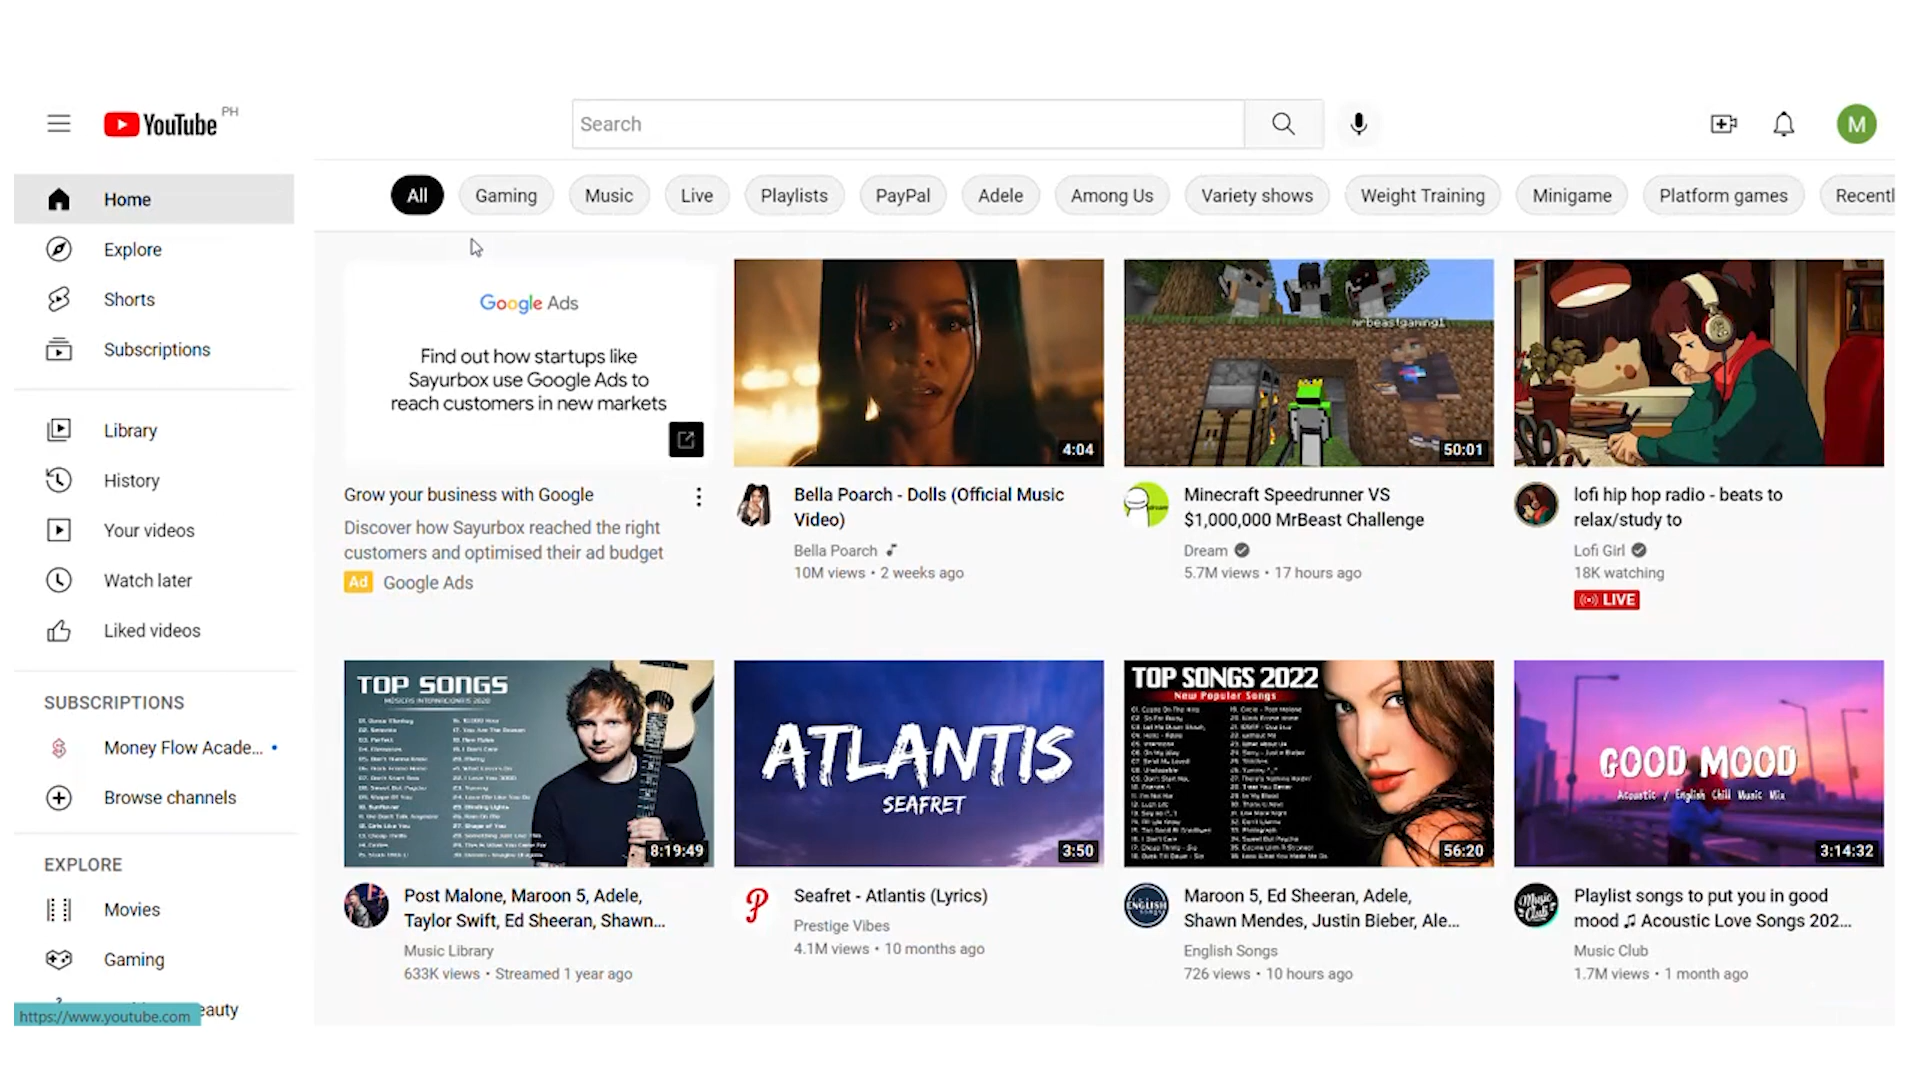 YouTube PH
Search
All
Gaming
Music
Live
Playlists
PayPal
Adele
Among Us
Variety shows
Weight Training
Minigame
Platform games
Recentl
Home
Explore
Shorts
Subscriptions
Library
History
Your videos
Watch later
Liked videos
SUBSCRIPTIONS
Money Flow Acade...
Browse channels
EXPLORE
Movies
Gaming
eauty
https://www.youtube.com
M
Google Ads
Find out how startups like
Sayurbox use Google Ads to
reach customers in new markets
Grow your business with Google
Discover how Sayurbox reached the right
customers and optimised their ad budget
Ad Google Ads
4:04
Bella Poarch - Dolls (Official Music
Video)
Bella Poarch
10M views • 2 weeks ago
mrbeastgaming1
50:01
Minecraft Speedrunner VS
$1,000,000 MrBeast Challenge
Dream
5.7M views • 17 hours ago
lofi hip hop radio - beats to
relax/study to
Lofi Girl
18K watching
LIVE
TOP SONGS
8:19:49
Post Malone, Maroon 5, Adele,
Taylor Swift, Ed Sheeran, Shawn...
Music Library
633K views • Streamed 1 year ago
ATLANTIS
SEAFRET
3:50
Seafret - Atlantis (Lyrics)
Prestige Vibes
4.1M views • 10 months ago
TOP SONGS 2022
New Popular Songs
56:20
ENGLISH
Maroon 5, Ed Sheeran, Adele,
Shawn Mendes, Justin Bieber, Ale...
English Songs
726 views • 10 hours ago
GOOD MOOD
Acoustic / English Chill Music Mix
3:14:32
Music
Club
Playlist songs to put you in good
mood ♫ Acoustic Love Songs 202...
Music Club
1.7M views • 1 month ago